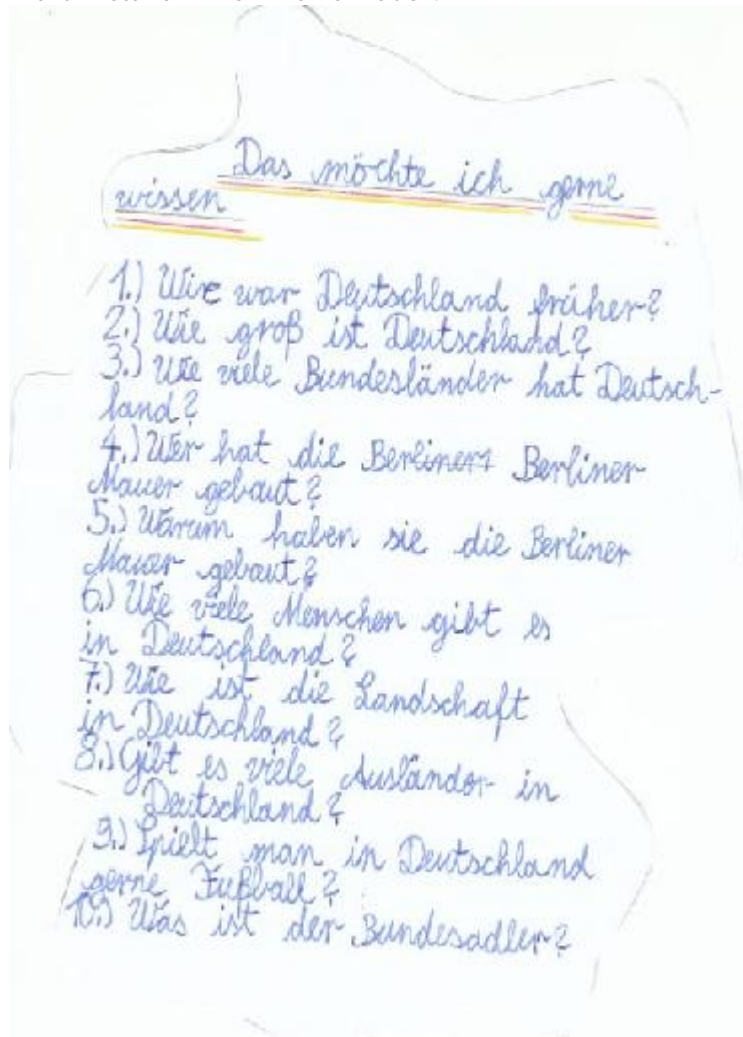 Das möchte ich gerne
wissen
1.) Wie war Deutschland früher?
2.) Wie groß ist Deutschland?
3.) Wie viele Bundesländer hat Deutsch-
land?
4.) Wer hat die Berliners Berliner
Mauer gebaut?
5.) Warum haben sie die Berliner
Mauer gebaut?
6.) Wie viele Menschen gibt es
in Deutschland?
7.) Wie ist die Landschaft
in Deutschland?
8.) Gibt es viele Ausländer in
Deutschland?
9.) Spielt man in Deutschland
gerne Fußball?
10.) Was ist der Bundesadler?